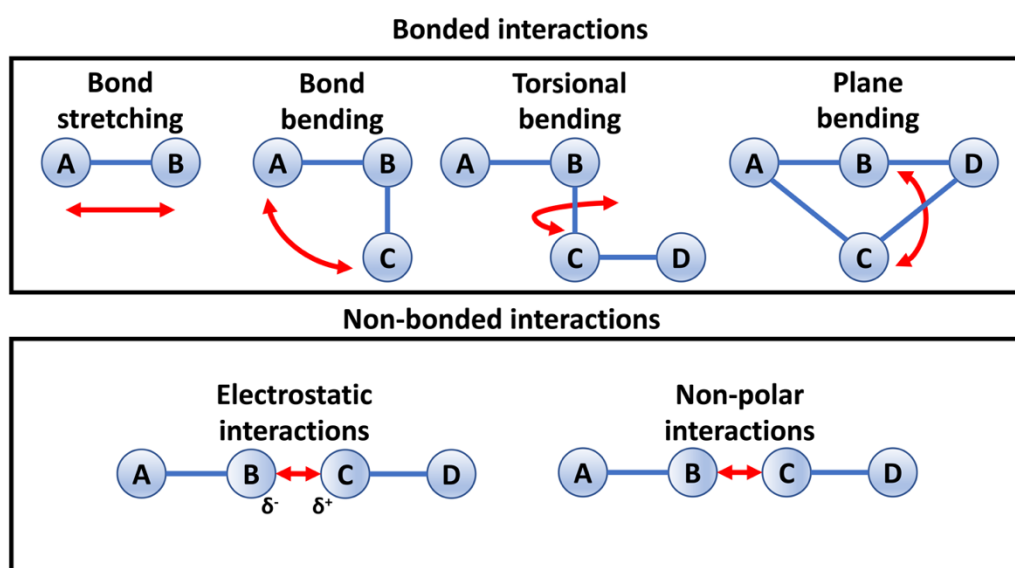 Bonded interactions
Bond
stretching
A B
Bond
bending
A B
C
Torsional
bending
A B
C D
Plane
bending
A B D
C
Non-bonded interactions
Electrostatic
interactions
A B C D
δ- δ+
Non-polar
interactions
A B C D